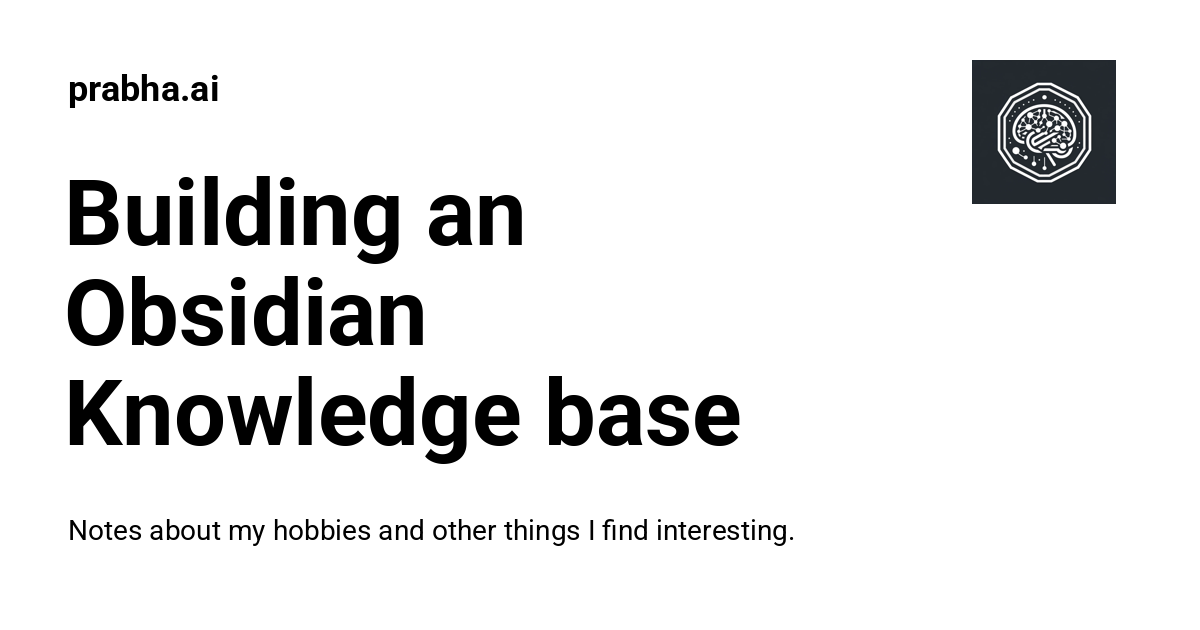 prabha.ai
Building an
Obsidian
Knowledge base
Notes about my hobbies and other things I find interesting.